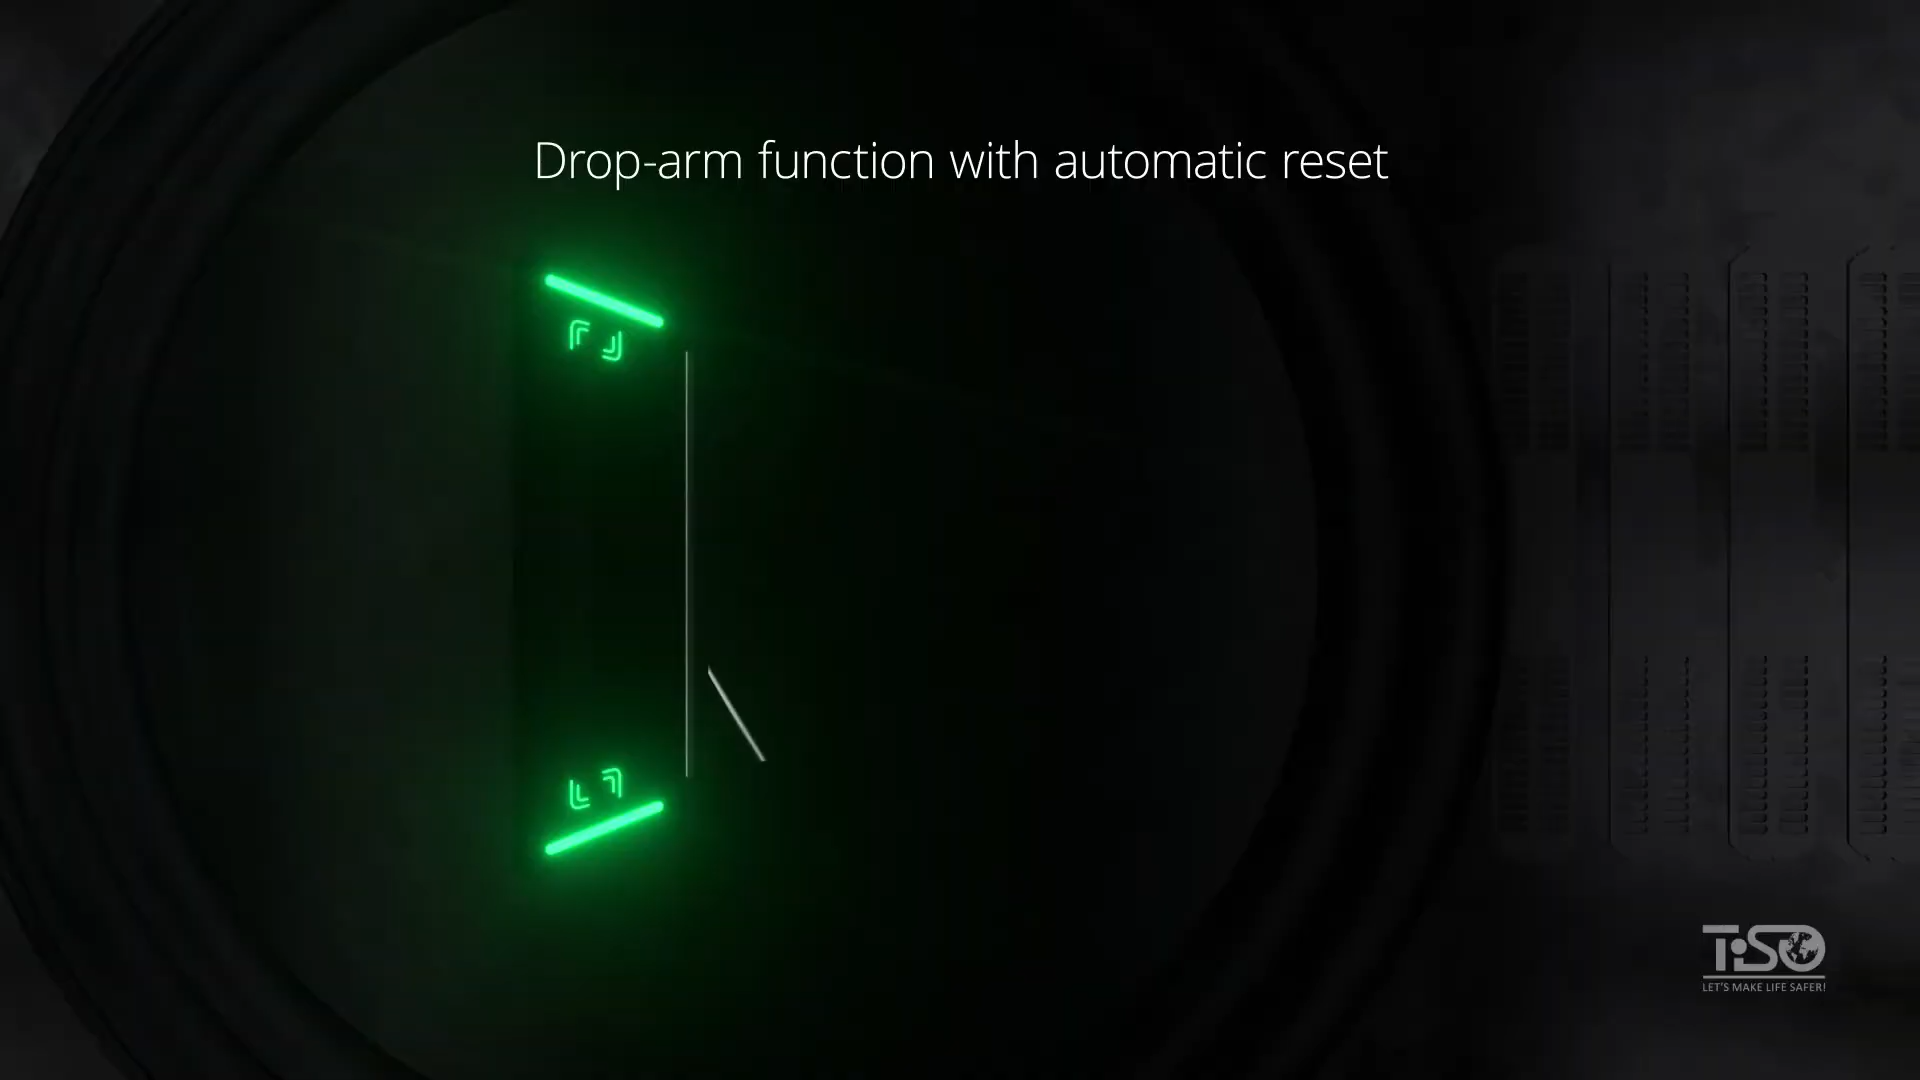 Drop-arm function with automatic reset
TiSO
LET'S MAKE LIFE SAFER!